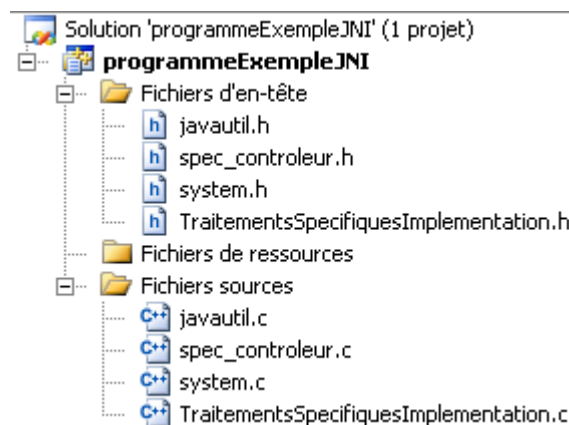 Solution 'programmeExempleJNI' (1 projet)
programmeExempleJNI
Fichiers d'en-tête
javautil.h
spec_controleur.h
system.h
TraitementsSpecifiquesImplementation.h
Fichiers de ressources
Fichiers sources
javautil.c
spec_controleur.c
system.c
TraitementsSpecifiquesImplementation.c